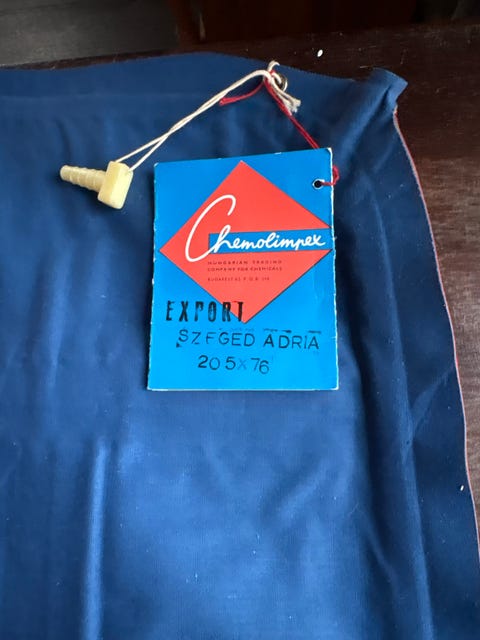 Chemolimpex
HUNGARIAN TRADING
COMPANY FOR CHEMICALS
EXPORT
SZEGED ADRIA
205x76